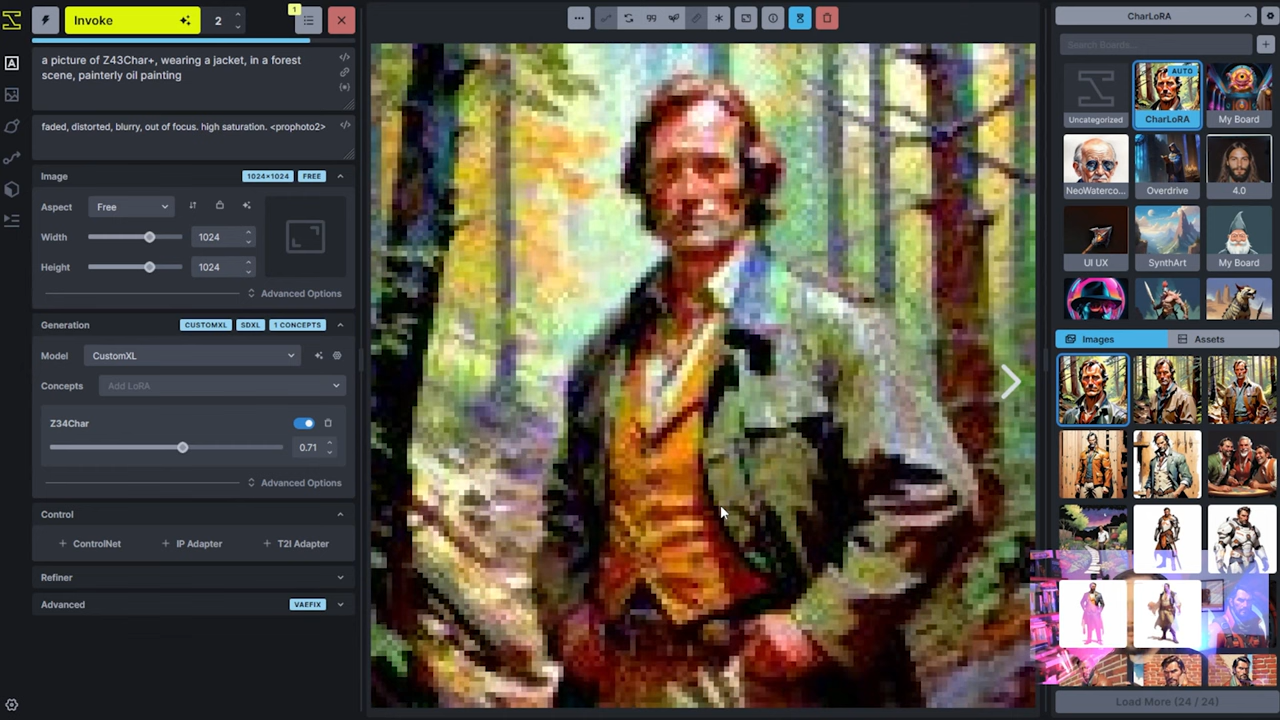 Invoke
2
1
a picture of Z43Char+, wearing a jacket, in a forest
scene, painterly oil painting
faded, distorted, blurry, out of focus. high saturation. <prophoto2>
Image
1024×1024
FREE
Aspect
Free
Width
1024
Height
1024
Advanced Options
Generation
CUSTOMXL
SDXL
1 CONCEPTS
Model
CustomXL
Concepts
Add LoRA
Z34Char
0.71
Advanced Options
Control
+ ControlNet
+ IP Adapter
+ T2I Adapter
Refiner
Advanced
VAEFIX
CharLoRA
Search Boards...
Uncategorized
AUTO
CharLoRA
My Board
NeoWaterco...
Overdrive
4.0
UI UX
SynthArt
My Board
Images
Assets
Load More (24 / 24)